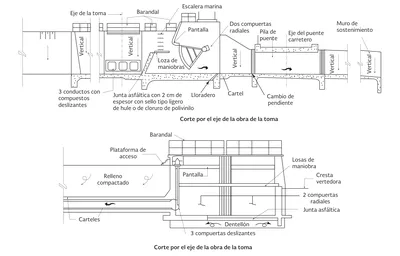 Escalera marina
Eje de la toma
Barandal
Pantalla
Dos compuertas
radiales
Pila de
puente
Eje del puente
carretero
Muro de
sostenimiento
Vertical
Vertical
Vertical
Vertical
Vertical
Losa de
maniobras
3 conductos con
compuestos
deslizantes
Junta asfáltica con 2 cm de
espesor con sello tipo ligero
de hule o de cloruro de polivinilo
Lloradero
Cartel
Cambio de
pendiente
Corte por el eje de la obra de la toma
Barandal
Plataforma de
acceso
Losas de
maniobra
Relleno
compactado
Pantalla
Cresta
vertedora
2 compuertas
radiales
Junta asfáltica
Carteles
Dentellón
3 compuertas deslizantes
Corte por el eje de la obra de la toma